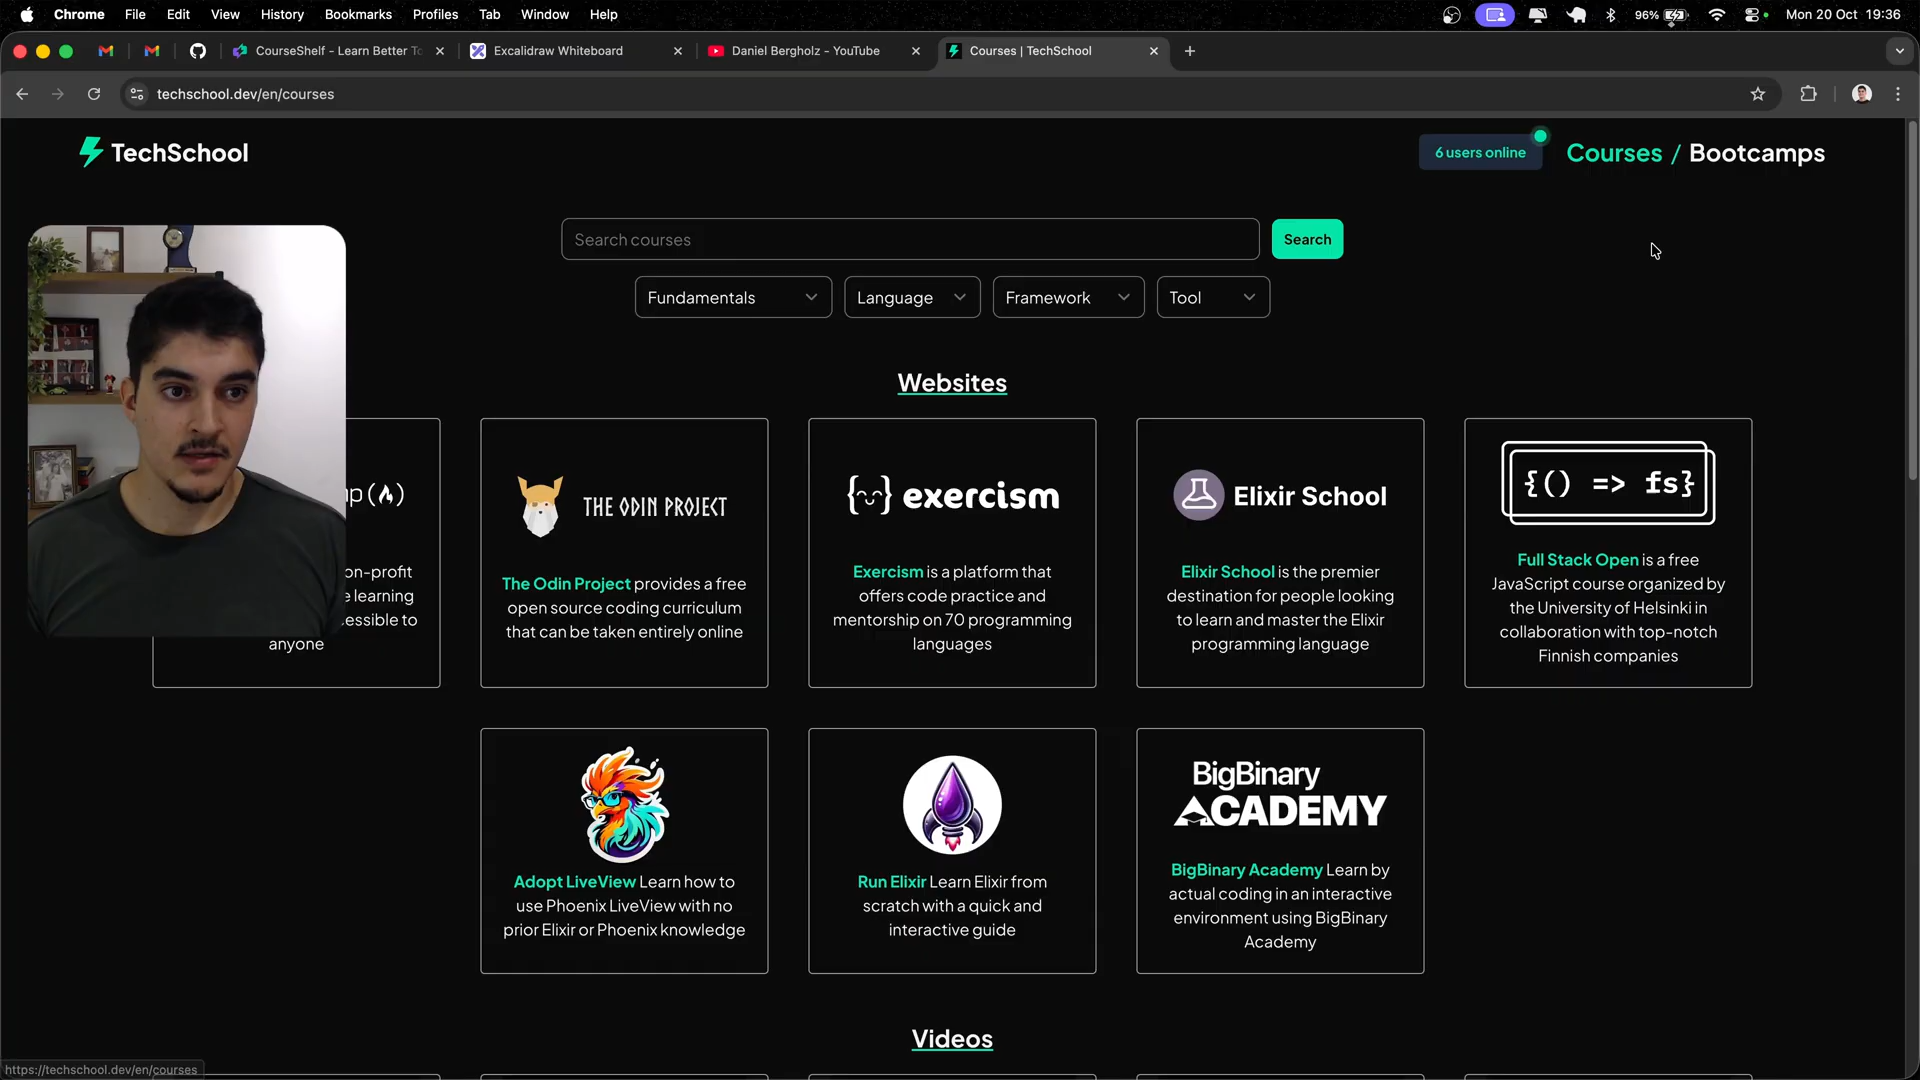 Chrome File Edit View History Bookmarks Profiles Tab Window Help 96% Mon 20 Oct 19:36
CourseShelf - Learn Better Excalidraw Whiteboard Daniel Bergholz - YouTube Courses | TechSchool
techschool.dev/en/courses
TechSchool 6 users online Courses / Bootcamps
Search courses Search
Fundamentals Language Framework Tool
Websites
p(
on-profit
e learning
essible to
anyone
THE ODIN PROJECT
The Odin Project provides a free
open source coding curriculum
that can be taken entirely online
exercism
Exercism is a platform that
offers code practice and
mentorship on 70 programming
languages
Elixir School
Elixir School is the premier
destination for people looking
to learn and master the Elixir
programming language
{() => fs}
Full Stack Open is a free
JavaScript course organized by
the University of Helsinki in
collaboration with top-notch
Finnish companies
Adopt LiveView Learn how to
use Phoenix LiveView with no
prior Elixir or Phoenix knowledge
Run Elixir Learn Elixir from
scratch with a quick and
interactive guide
BigBinary
ACADEMY
BigBinary Academy Learn by
actual coding in an interactive
environment using BigBinary
Academy
Videos
https://techschool.dev/en/courses